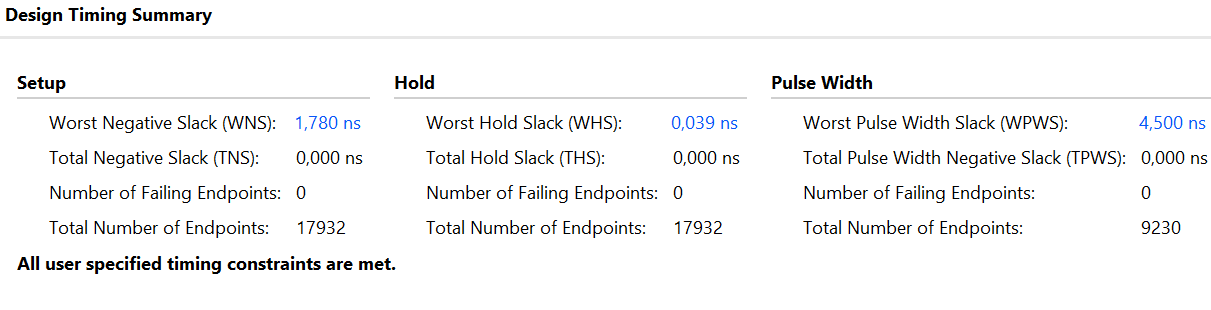 Design Timing Summary
Setup
Hold
Pulse Width
Worst Negative Slack (WNS): 1,780 ns
Worst Hold Slack (WHS): 0,039 ns
Worst Pulse Width Slack (WPWS): 4,500 ns
Total Negative Slack (TNS): 0,000 ns
Total Hold Slack (THS): 0,000 ns
Total Pulse Width Negative Slack (TPWS): 0,000 ns
Number of Failing Endpoints: 0
Number of Failing Endpoints: 0
Number of Failing Endpoints: 0
Total Number of Endpoints: 17932
Total Number of Endpoints: 17932
Total Number of Endpoints: 9230
All user specified timing constraints are met.